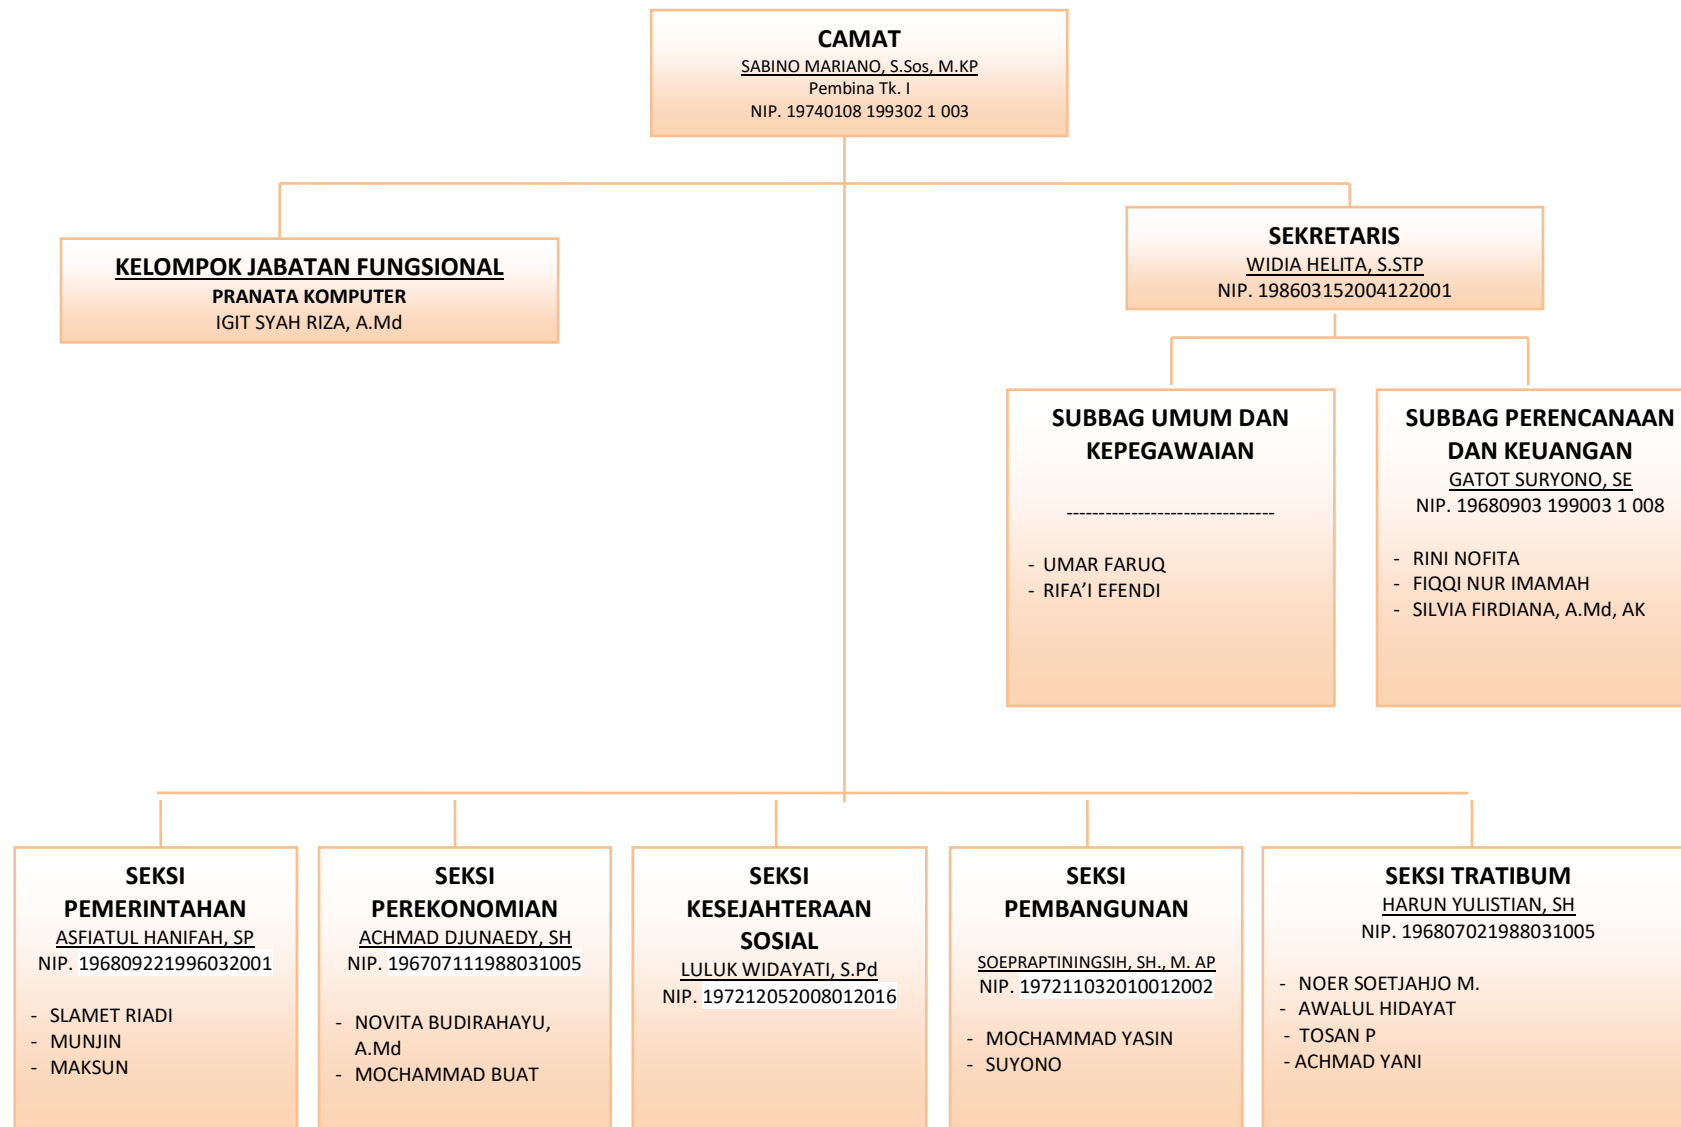 CAMAT
SABINO MARIANO, S.Sos, M.KP
Pembina Tk. I
NIP. 19740108 199302 1 003
KELOMPOK JABATAN FUNGSIONAL
PRANATA KOMPUTER
IGIT SYAH RIZA, A.Md
SEKRETARIS
WIDIA HELITA, S.STP
NIP. 198603152004122001
SUBBAG UMUM DAN
KEPEGAWAIAN
--------------------------------
- UMAR FARUQ
- RIFA’I EFENDI
SUBBAG PERENCANAAN
DAN KEUANGAN
GATOT SURYONO, SE
NIP. 19680903 199003 1 008
- RINI NOFITA
- FIQQI NUR IMAMAH
- SILVIA FIRDIANA, A.Md, AK
SEKSI
PEMERINTAHAN
ASFIATUL HANIFAH, SP
NIP. 196809221996032001
- SLAMET RIADI
- MUNJIN
- MAKSUN
SEKSI
PEREKONOMIAN
ACHMAD DJUNAEDY, SH
NIP. 196707111988031005
- NOVITA BUDIRAHAYU,
A.Md
- MOCHAMMAD BUAT
SEKSI
KESEJAHTERAAN
SOSIAL
LULUK WIDAYATI, S.Pd
NIP. 197212052008012016
SEKSI
PEMBANGUNAN
SOEPRAPTININGSIH, SH., M. AP
NIP. 197211032010012002
- MOCHAMMAD YASIN
- SUYONO
SEKSI TRATIBUM
HARUN YULISTIAN, SH
NIP. 196807021988031005
- NOER SOETJAHJO M.
- AWALUL HIDAYAT
- TOSAN P
- ACHMAD YANI